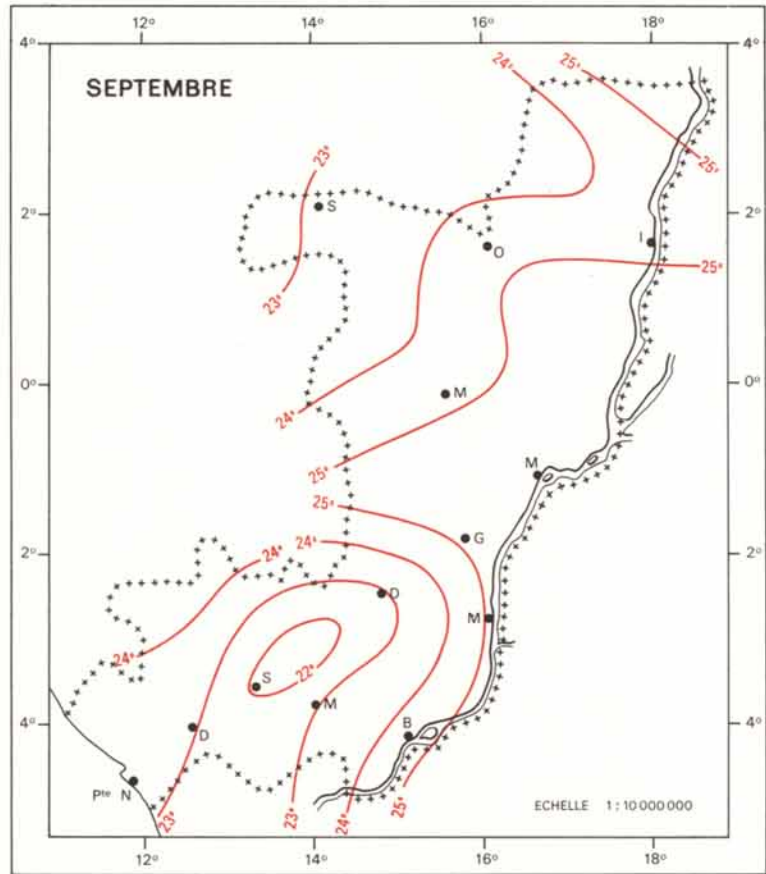 12° 14° 16° 18°
4° 4°
24° 25°
SEPTEMBRE
25°
23°
2° S 2°
I
O
25°
23°
0° M 0°
24°
25° M
25°
24° 24° G
2° 2°
D
M
24°
S 22°
M
D B
4° 4°
Pte N
ECHELLE 1 : 10 000 000
23° 23° 24° 25°
12° 14° 16° 18°